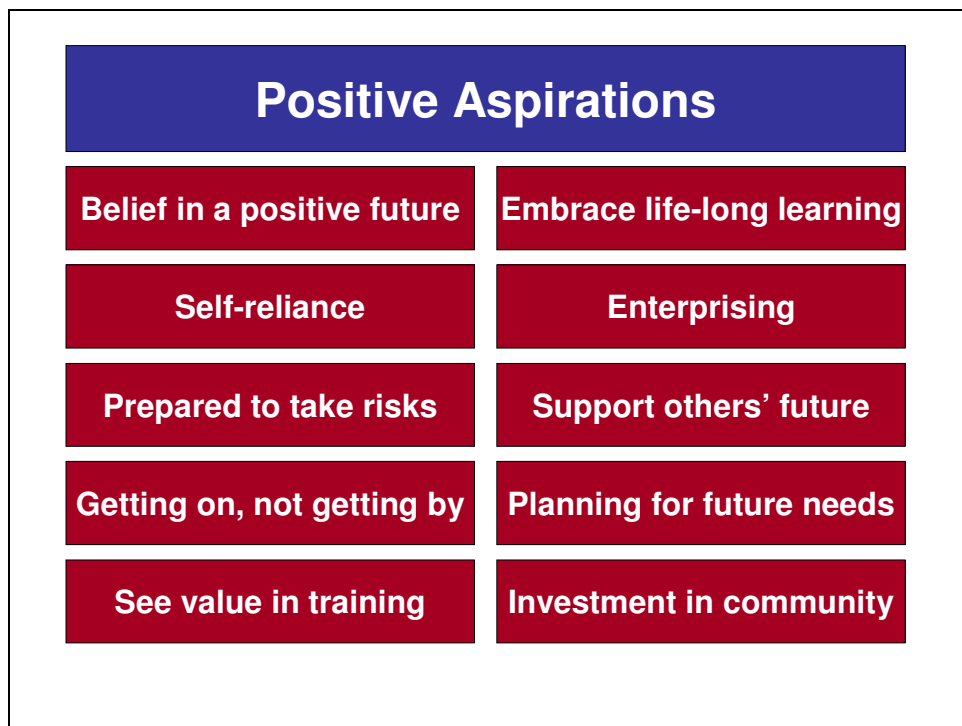 Positive Aspirations
Belief in a positive future
Embrace life-long learning
Self-reliance
Enterprising
Prepared to take risks
Support others’ future
Getting on, not getting by
Planning for future needs
See value in training
Investment in community